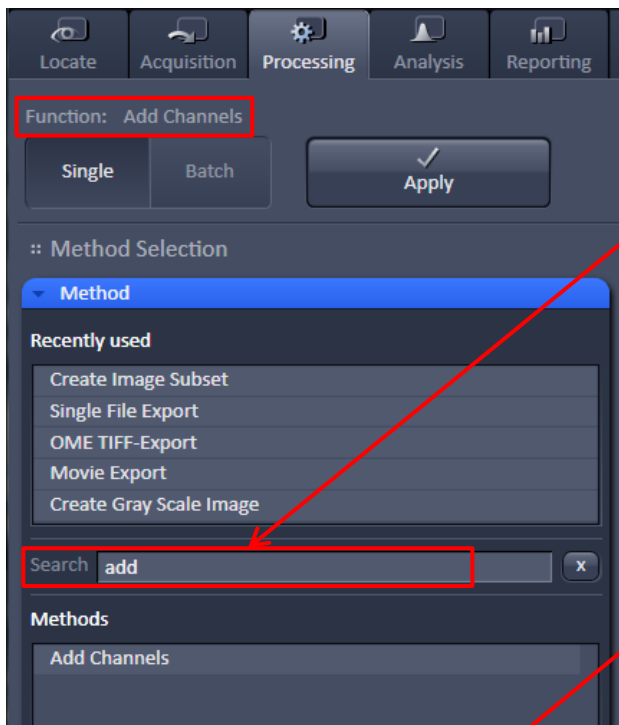 Locate Acquisition Processing Analysis Reporting
Function: Add Channels
Single Batch Apply
:: Method Selection
Method
Recently used
Create Image Subset
Single File Export
OME TIFF-Export
Movie Export
Create Gray Scale Image
Search add x
Methods
Add Channels